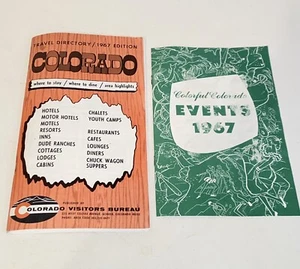 TRAVEL DIRECTORY / 1967 EDITION
COLORADO
where to stay / where to dine / area highlights
HOTELS
MOTOR HOTELS
MOTELS
RESORTS
INNS
DUDE RANCHES
COTTAGES
LODGES
CABINS
CHALETS
YOUTH CAMPS
RESTAURANTS
CAFES
LOUNGES
DINERS
CHUCK WAGON
SUPPERS
PUBLISHED BY
COLORADO VISITORS BUREAU
Colorful Colorado
EVENTS
1967